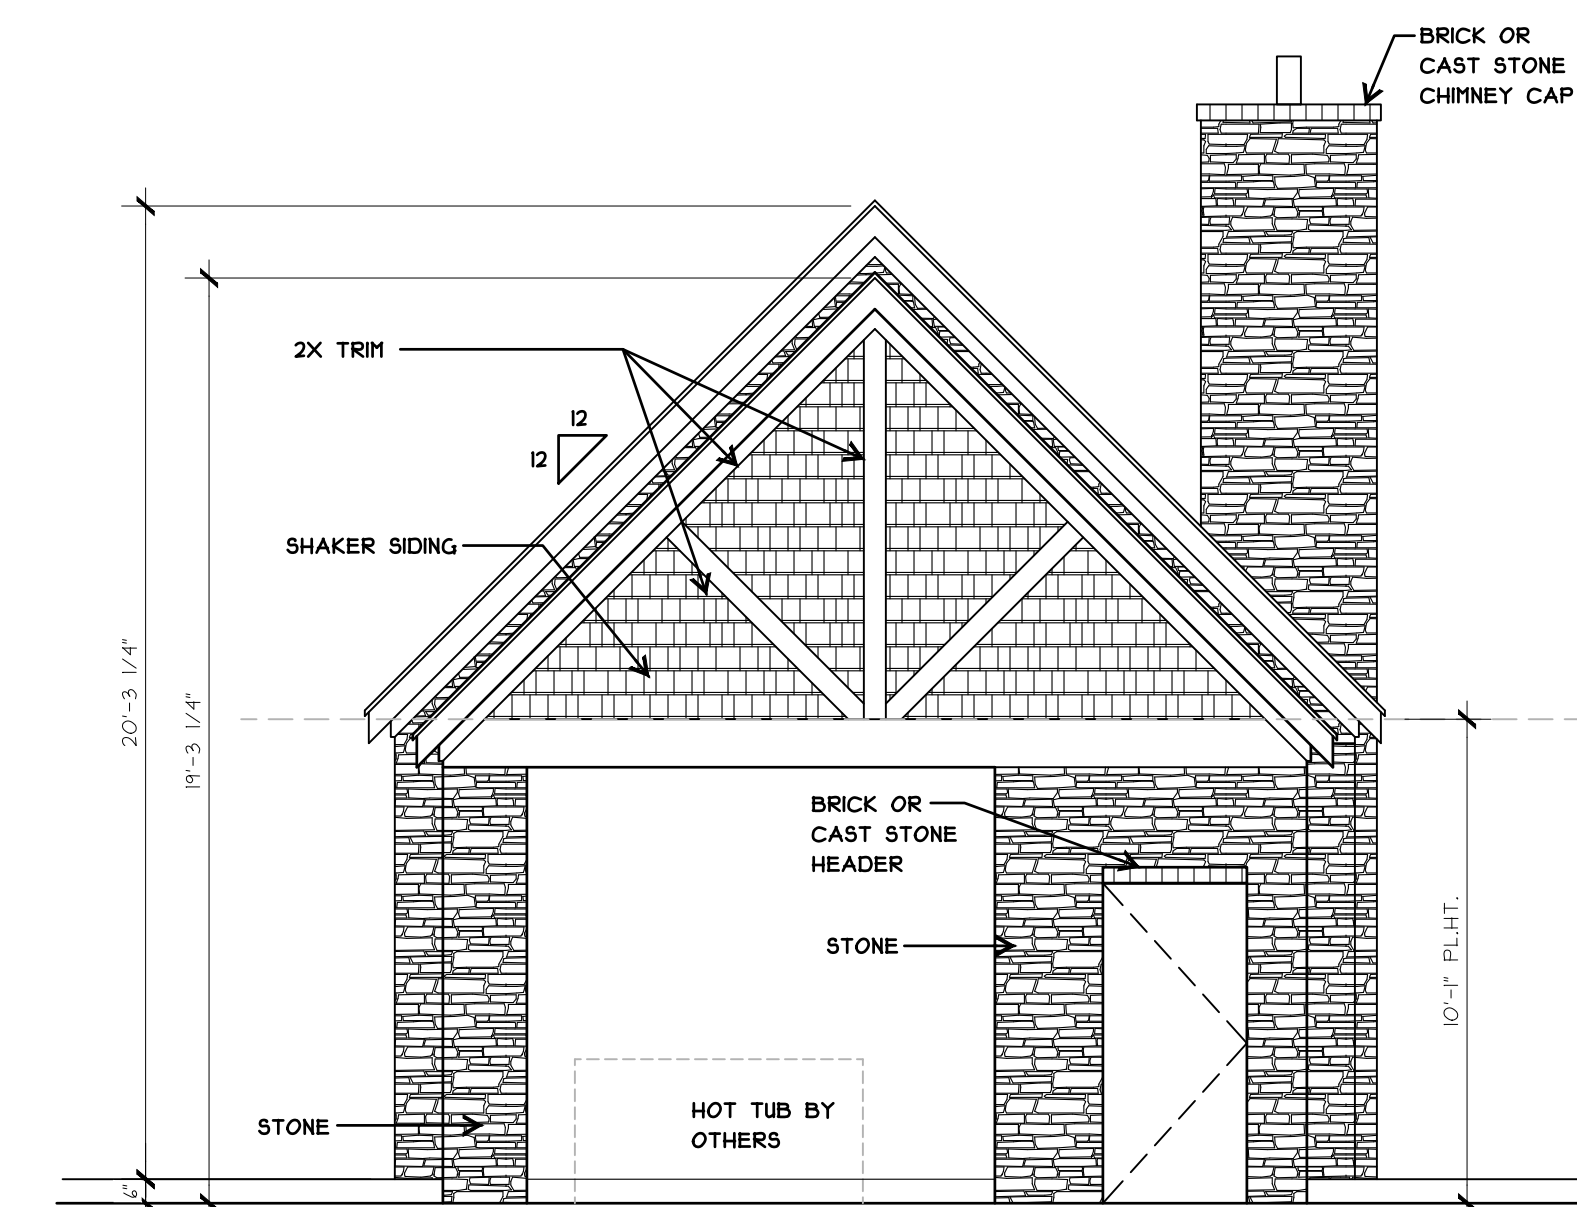 BRICK OR
CAST STONE
CHIMNEY CAP
2X TRIM
12
12
SHAKER SIDING
20'-3 1/4"
19'-3 1/4"
BRICK OR
CAST STONE
HEADER
STONE
10'-1" PL.HT.
HOT TUB BY
OTHERS
STONE
6"